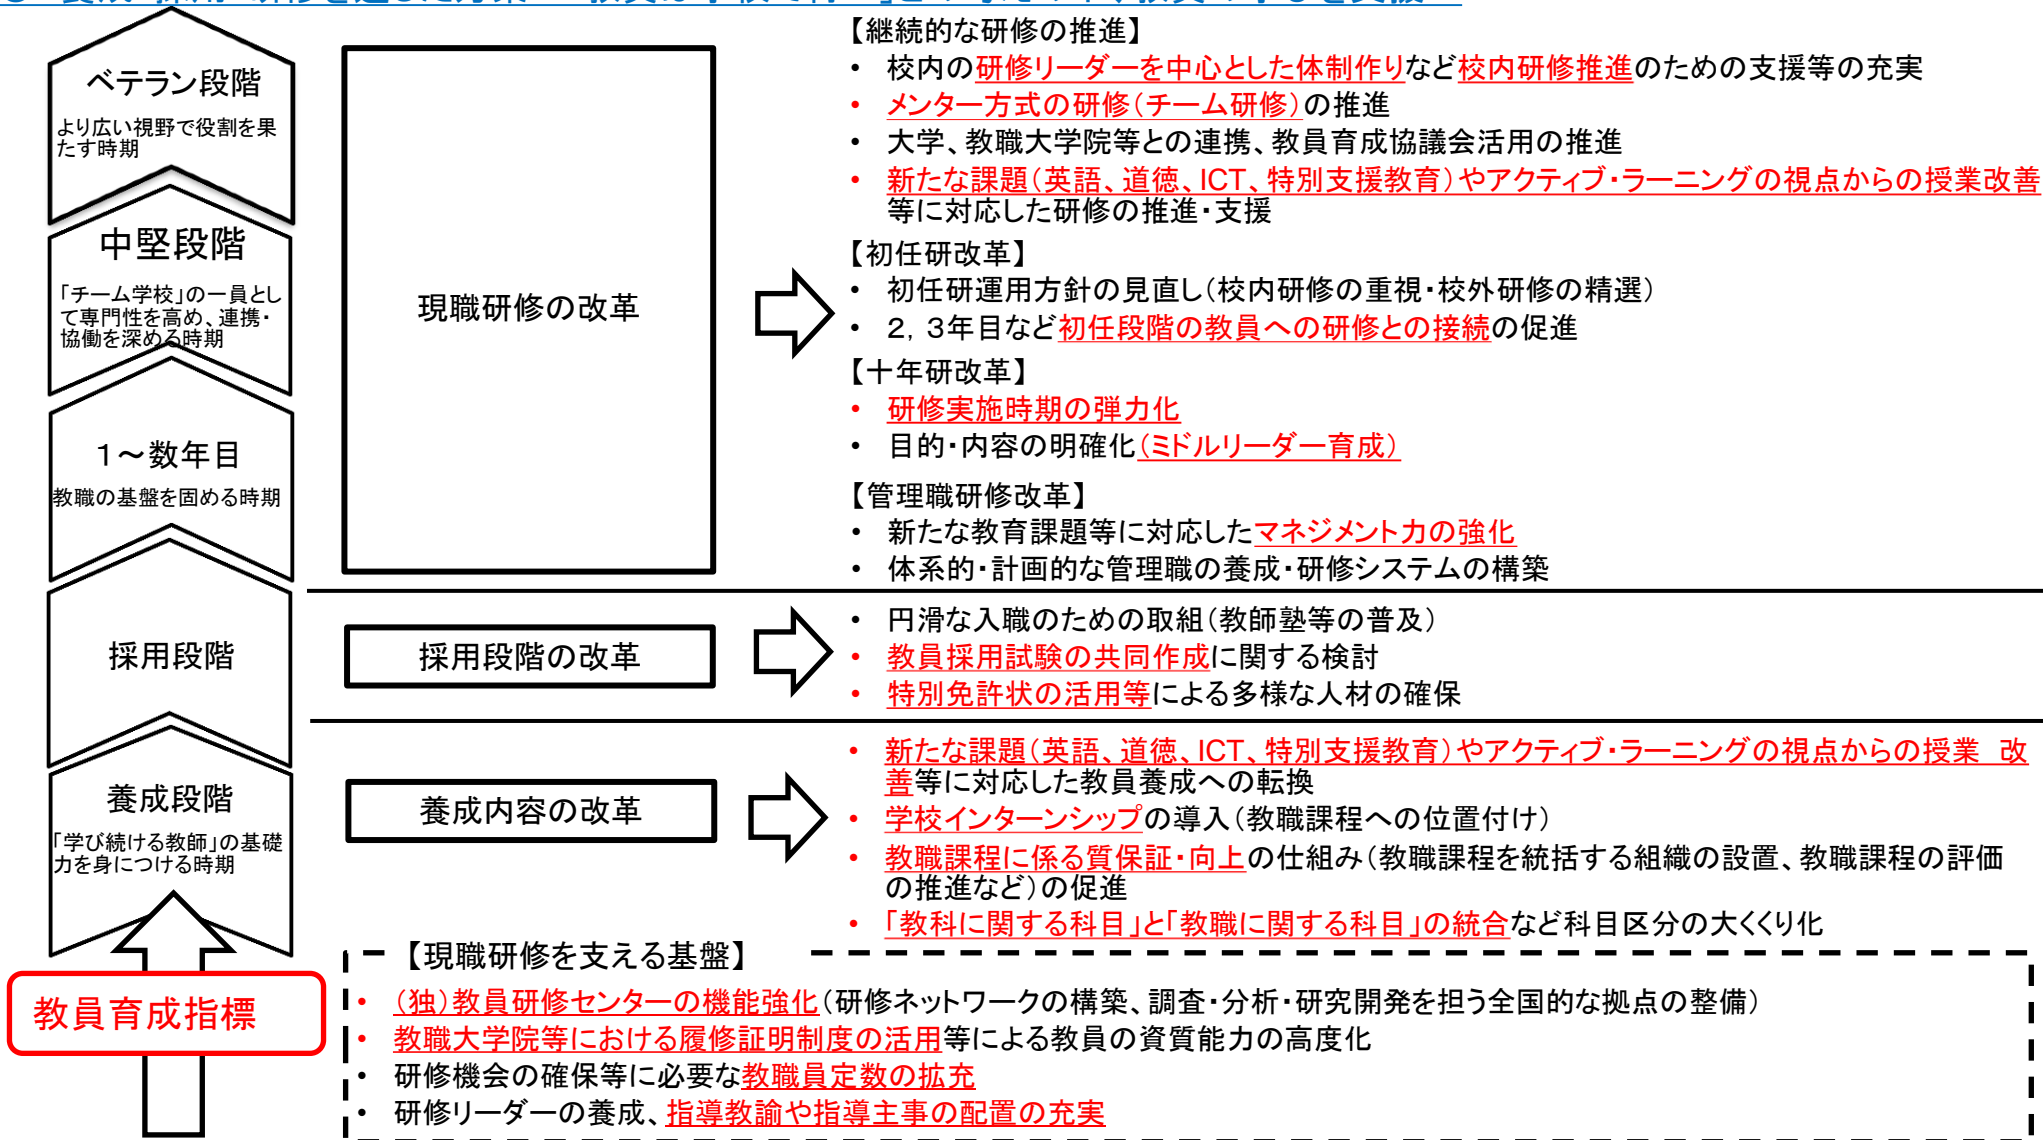 ベテラン段階
より広い視野で役割を果
たす時期
中堅段階
「チーム学校」の一員とし
て専門性を高め、連携・
協働を深める時期
１～数年目
教職の基盤を固める時期
採用段階
養成段階
「学び続ける教師」の基礎
力を身につける時期
教員育成指標
現職研修の改革
【継続的な研修の推進】
• 校内の研修リーダーを中心とした体制作りなど校内研修推進のための支援等の充実
• メンター方式の研修（チーム研修）の推進
• 大学、教職大学院等との連携、教員育成協議会活用の推進
• 新たな課題（英語、道徳、ICT、特別支援教育）やアクティブ・ラーニングの視点からの授業改善
等に対応した研修の推進・支援
【初任研改革】
• 初任研運用方針の見直し（校内研修の重視・校外研修の精選）
• ２，３年目など初任段階の教員への研修との接続の促進
【十年研改革】
• 研修実施時期の弾力化
• 目的・内容の明確化（ミドルリーダー育成）
【管理職研修改革】
• 新たな教育課題等に対応したマネジメント力の強化
• 体系的・計画的な管理職の養成・研修システムの構築
採用段階の改革
• 円滑な入職のための取組（教師塾等の普及）
• 教員採用試験の共同作成に関する検討
• 特別免許状の活用等による多様な人材の確保
養成内容の改革
• 新たな課題（英語、道徳、ICT、特別支援教育）やアクティブ・ラーニングの視点からの授業 改
善等に対応した教員養成への転換
• 学校インターンシップの導入（教職課程への位置付け）
• 教職課程に係る質保証・向上の仕組み（教職課程を統括する組織の設置、教職課程の評価
の推進など）の促進
• 「教科に関する科目」と「教職に関する科目」の統合など科目区分の大くくり化
【現職研修を支える基盤】
• （独）教員研修センターの機能強化（研修ネットワークの構築、調査・分析・研究開発を担う全国的な拠点の整備）
• 教職大学院等における履修証明制度の活用等による教員の資質能力の高度化
• 研修機会の確保等に必要な教職員定数の拡充
• 研修リーダーの養成、指導教諭や指導主事の配置の充実